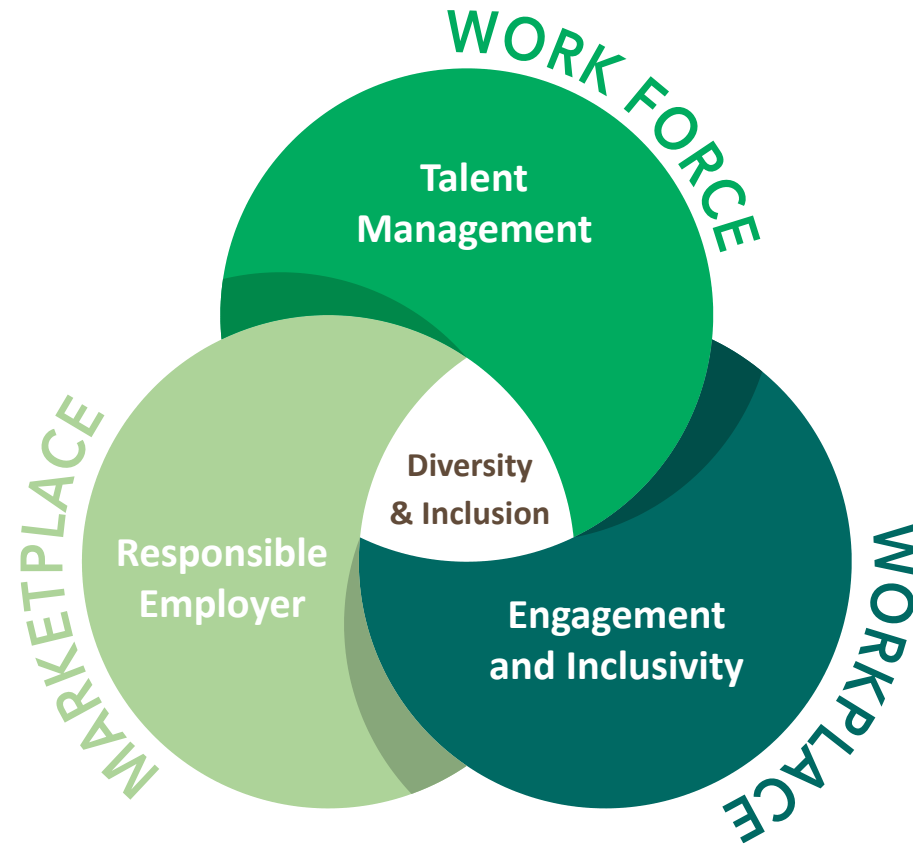 WORK FORCE
Talent
Management
Diversity
& Inclusion
MARKETPLACE
Responsible
Employer
Engagement
and Inclusivity
WORKPLACE